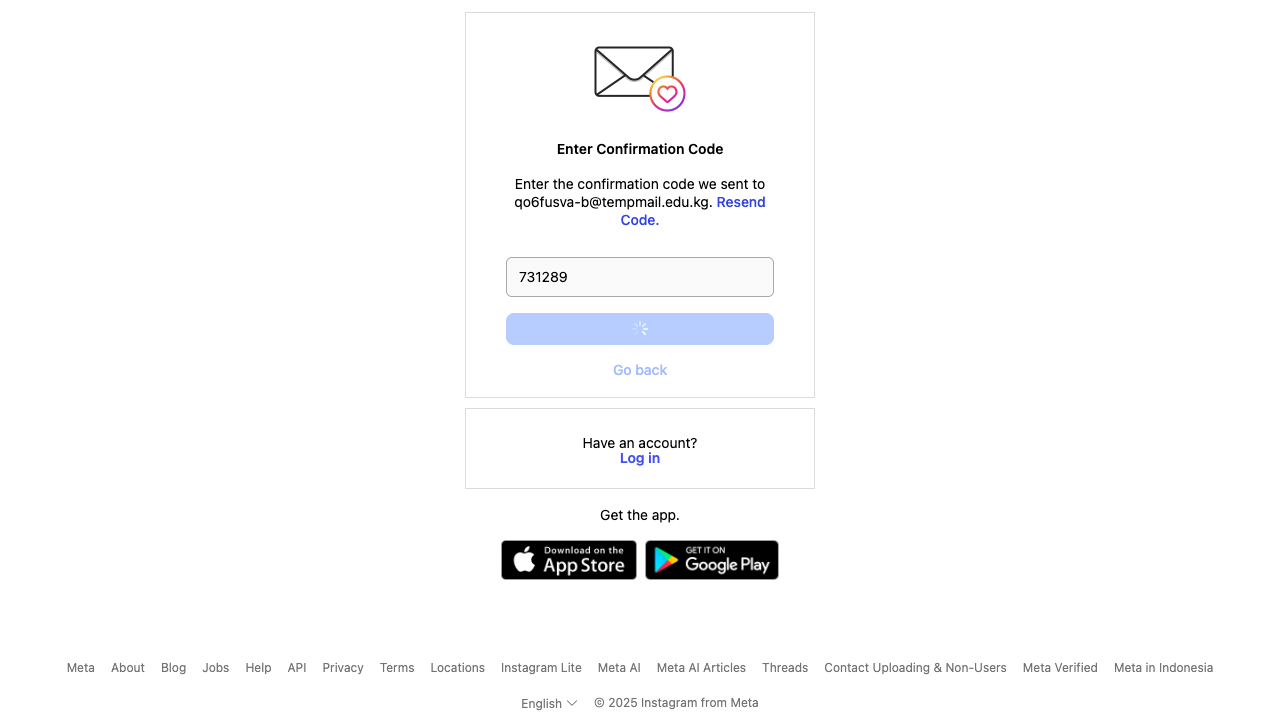 Enter Confirmation Code
Enter the confirmation code we sent to
qo6fusva-b@tempmail.edu.kg. Resend
Code.
731289
Go back
Have an account?
Log in
Get the app.
Download on the
App Store
GET IT ON
Google Play
Meta About Blog Jobs Help API Privacy Terms Locations Instagram Lite Meta AI Meta AI Articles Threads Contact Uploading & Non-Users Meta Verified Meta in Indonesia
English © 2025 Instagram from Meta